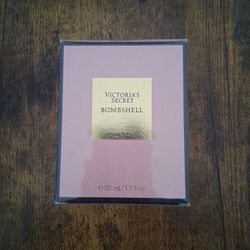 VICTORIA'S
SECRET
BOMBSHELL
℮ 50 mL/1.7 fl oz